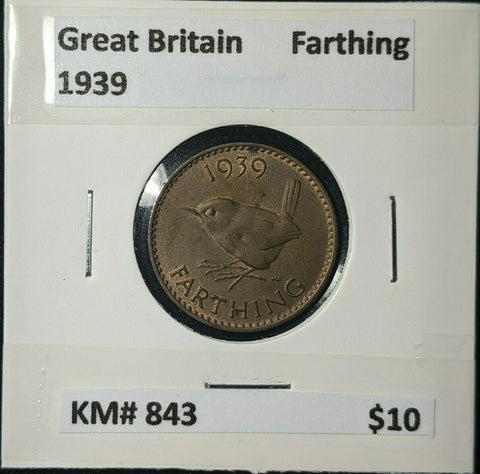 Great Britain Farthing
1939
1939
FARTHING
KM# 843 $10